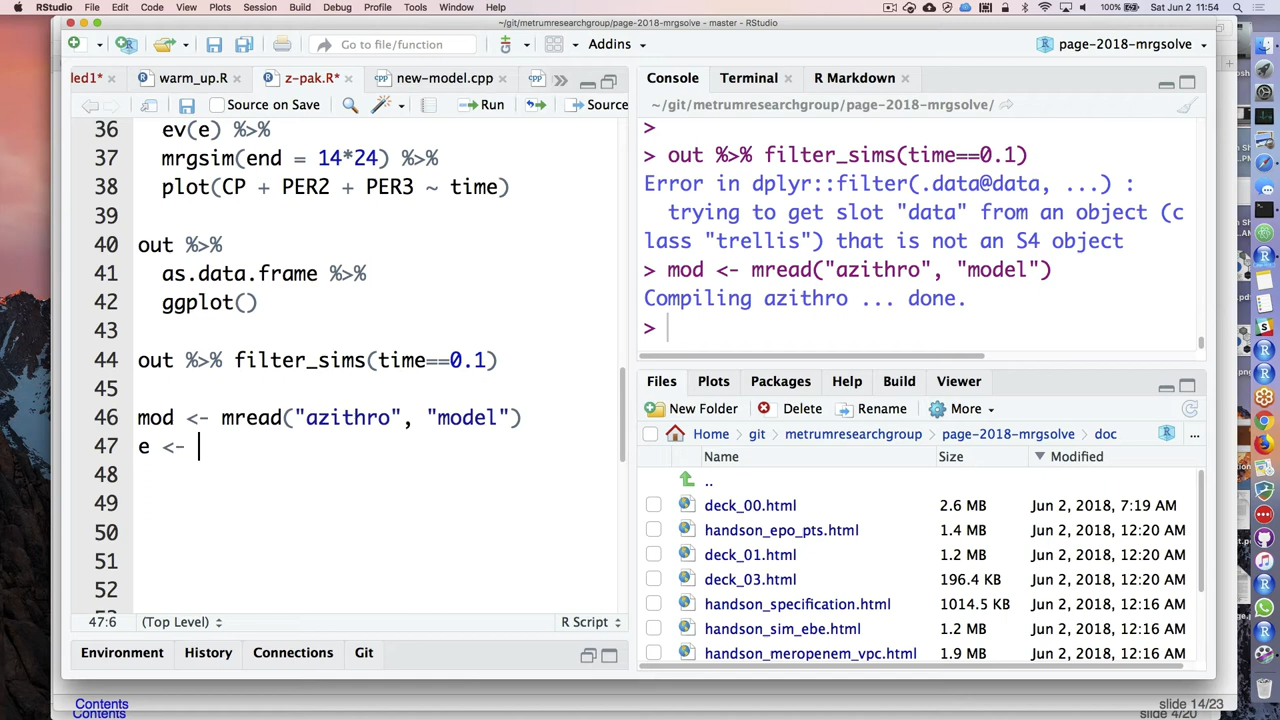 RStudio File Edit Code View Plots Session Build Debug Profile Tools Window Help 100% Sat Jun 2 11:54
~/git/metrumresearchgroup/page-2018-mrgsolve - master - RStudio
Go to file/function Addins page-2018-mrgsolve
led1* warm_up.R z-pak.R* new-model.cpp
Source on Save Run Source
36 ev(e) %>%
37 mrgsim(end = 14*24) %>%
38 plot(CP + PER2 + PER3 ~ time)
39
40 out %>%
41 as.data.frame %>%
42 ggplot()
43
44 out %>% filter_sims(time==0.1)
45
46 mod <- mread("azithro", "model")
47 e <-
48
49
50
51
52
47:6 (Top Level) R Script
Environment History Connections Git
Console Terminal R Markdown
~/git/metrumresearchgroup/page-2018-mrgsolve/
>
> out %>% filter_sims(time==0.1)
Error in dplyr::filter(.data@data, ...) :
trying to get slot "data" from an object (c
lass "trellis") that is not an S4 object
> mod <- mread("azithro", "model")
Compiling azithro ... done.
>
Files Plots Packages Help Build Viewer
New Folder Delete Rename More
Home git metrumresearchgroup page-2018-mrgsolve doc ...
Name Size Modified
..
deck_00.html 2.6 MB Jun 2, 2018, 7:19 AM
handson_epo_pts.html 1.4 MB Jun 2, 2018, 12:20 AM
deck_01.html 1.2 MB Jun 2, 2018, 12:20 AM
deck_03.html 196.4 KB Jun 2, 2018, 12:20 AM
handson_specification.html 1014.5 KB Jun 2, 2018, 12:16 AM
handson_sim_ebe.html 1.2 MB Jun 2, 2018, 12:16 AM
handson_meropenem_vpc.html 1.9 MB Jun 2, 2018, 12:16 AM
Contents slide 14/23
Contents slide 4/20